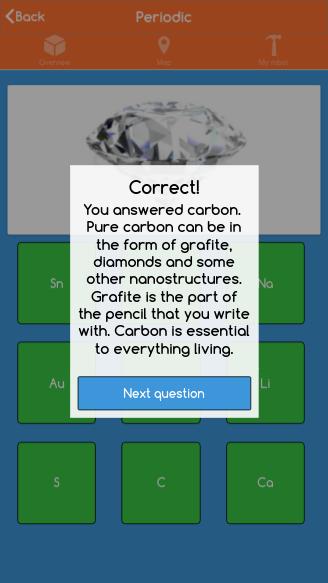 Back
Periodic
Overview
Map
My robot
Correct!
You answered carbon.
Pure carbon can be in
the form of grafite,
diamonds and some
other nanostructures.
Grafite is the part of
the pencil that you write
with. Carbon is essential
to everything living.
Next question
Sn
Na
Au
Li
S
C
Ca